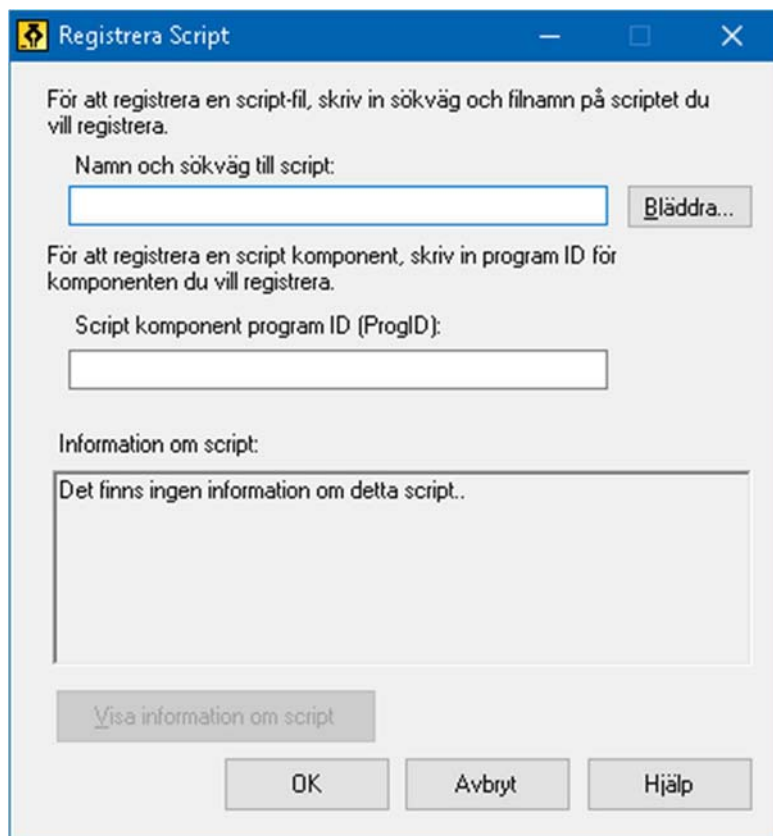 Registrera Script
För att registrera en script-fil, skriv in sökväg och filnamn på scriptet du
vill registrera.
Namn och sökväg till script:
Bläddra...
För att registrera en script komponent, skriv in program ID för
komponenten du vill registrera.
Script komponent program ID (ProgID):
Information om script:
Det finns ingen information om detta script..
Visa information om script
OK Avbryt Hjälp